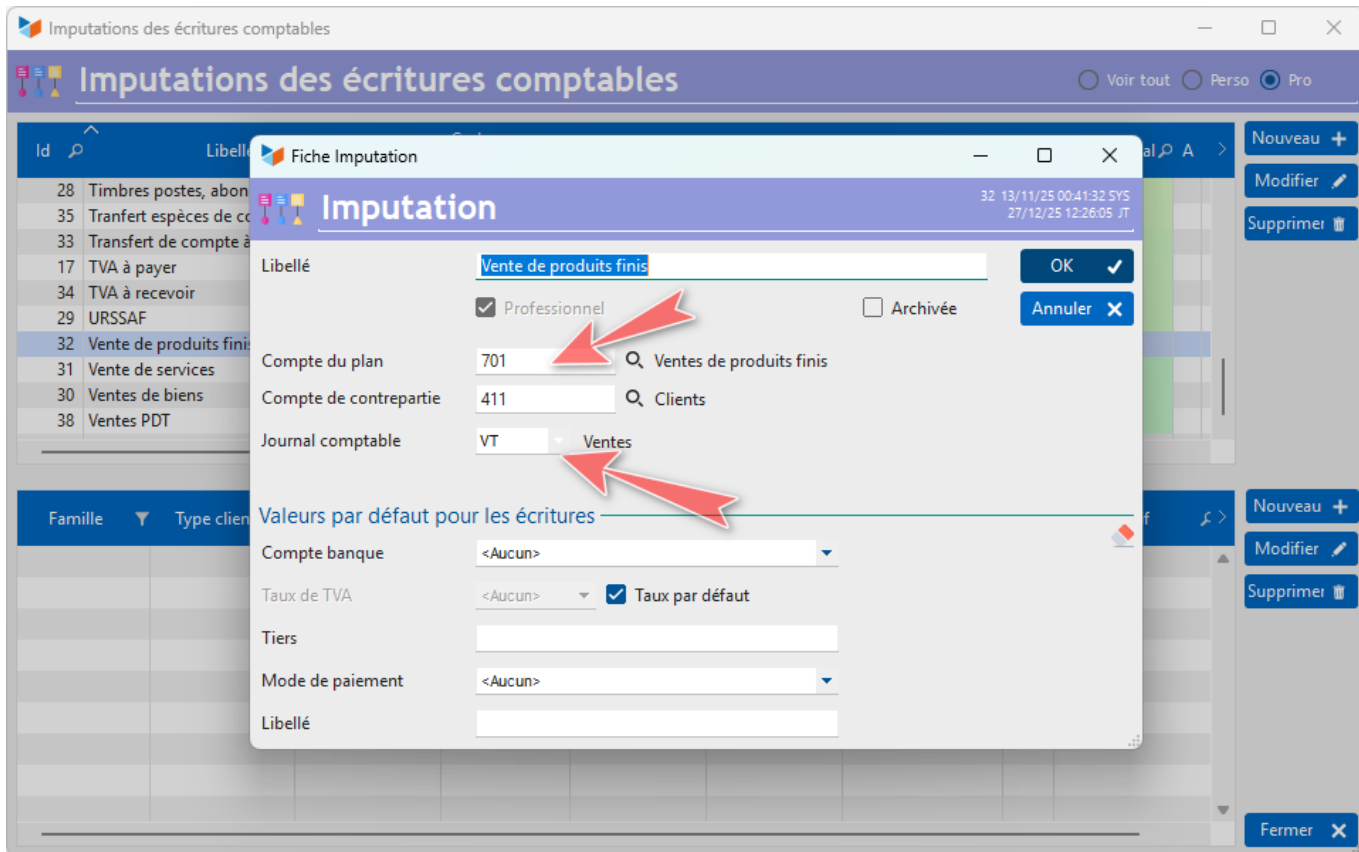 Imputations des écritures comptables
Imputations des écritures comptables
Voir tout Perso Pro
Id Libellé
al A
Nouveau
Modifier
Supprimer
28 Timbres postes, abon
35 Tranfert espèces de co
33 Transfert de compte à
17 TVA à payer
34 TVA à recevoir
29 URSSAF
32 Vente de produits finis
31 Vente de services
30 Ventes de biens
38 Ventes PDT
Fiche Imputation
Imputation
32 13/11/25 00:41:32 SYS
27/12/25 12:26:05 JT
Libellé Vente de produits finis
OK
Professionnel Archivée
Annuler
Compte du plan 701 Ventes de produits finis
Compte de contrepartie 411 Clients
Journal comptable VT Ventes
Valeurs par défaut pour les écritures
Compte banque <Aucun>
Taux de TVA <Aucun> Taux par défaut
Tiers
Mode de paiement <Aucun>
Libellé
Famille Type clien
f
Nouveau
Modifier
Supprimer
Fermer